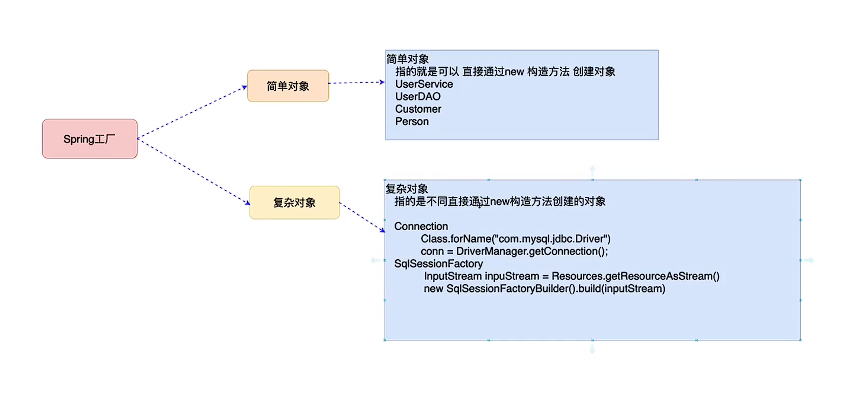 Spring工厂
简单对象
简单对象
指的就是可以 直接通过new 构造方法 创建对象
UserService
UserDAO
Customer
Person
复杂对象
复杂对象
指的是不同直接通过new构造方法创建的对象
Connection
Class.forName("com.mysql.jdbc.Driver")
conn = DriverManager.getConnection();
SqlSessionFactory
InputStream inpuStream = Resources.getResourceAsStream()
new SqlSessionFactoryBuilder().build(inputStream)